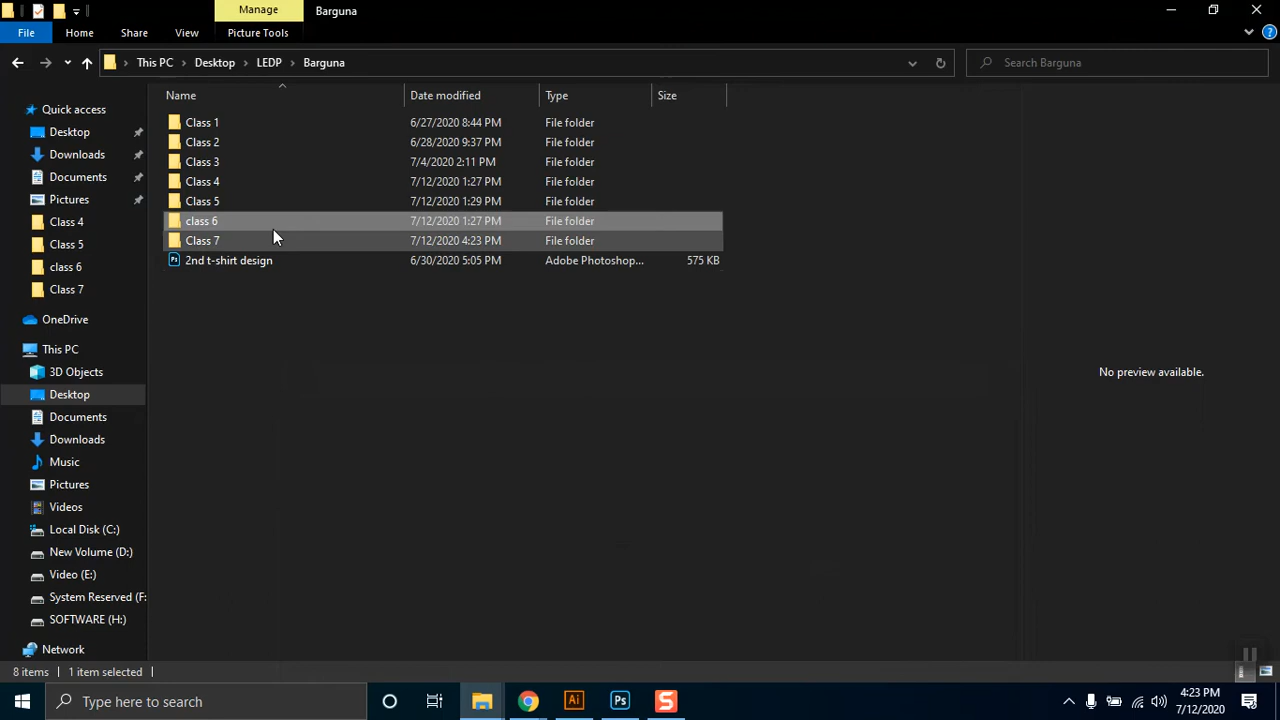 Manage
Barguna
File
Home
Share
View
Picture Tools
This PC
Desktop
LEDP
Barguna
Search Barguna
Name
Date modified
Type
Size
Quick access
Desktop
Downloads
Documents
Pictures
Class 4
Class 5
class 6
Class 7
OneDrive
This PC
3D Objects
Desktop
Documents
Downloads
Music
Pictures
Videos
Local Disk (C:)
New Volume (D:)
Video (E:)
System Reserved (F:
SOFTWARE (H:)
Network
Class 1 6/27/2020 8:44 PM File folder
Class 2 6/28/2020 9:37 PM File folder
Class 3 7/4/2020 2:11 PM File folder
Class 4 7/12/2020 1:27 PM File folder
Class 5 7/12/2020 1:29 PM File folder
class 6 7/12/2020 1:27 PM File folder
Class 7 7/12/2020 4:23 PM File folder
2nd t-shirt design 6/30/2020 5:05 PM Adobe Photoshop... 575 KB
No preview available.
8 items
1 item selected
Type here to search
Ai
Ps
S
4:23 PM
7/12/2020